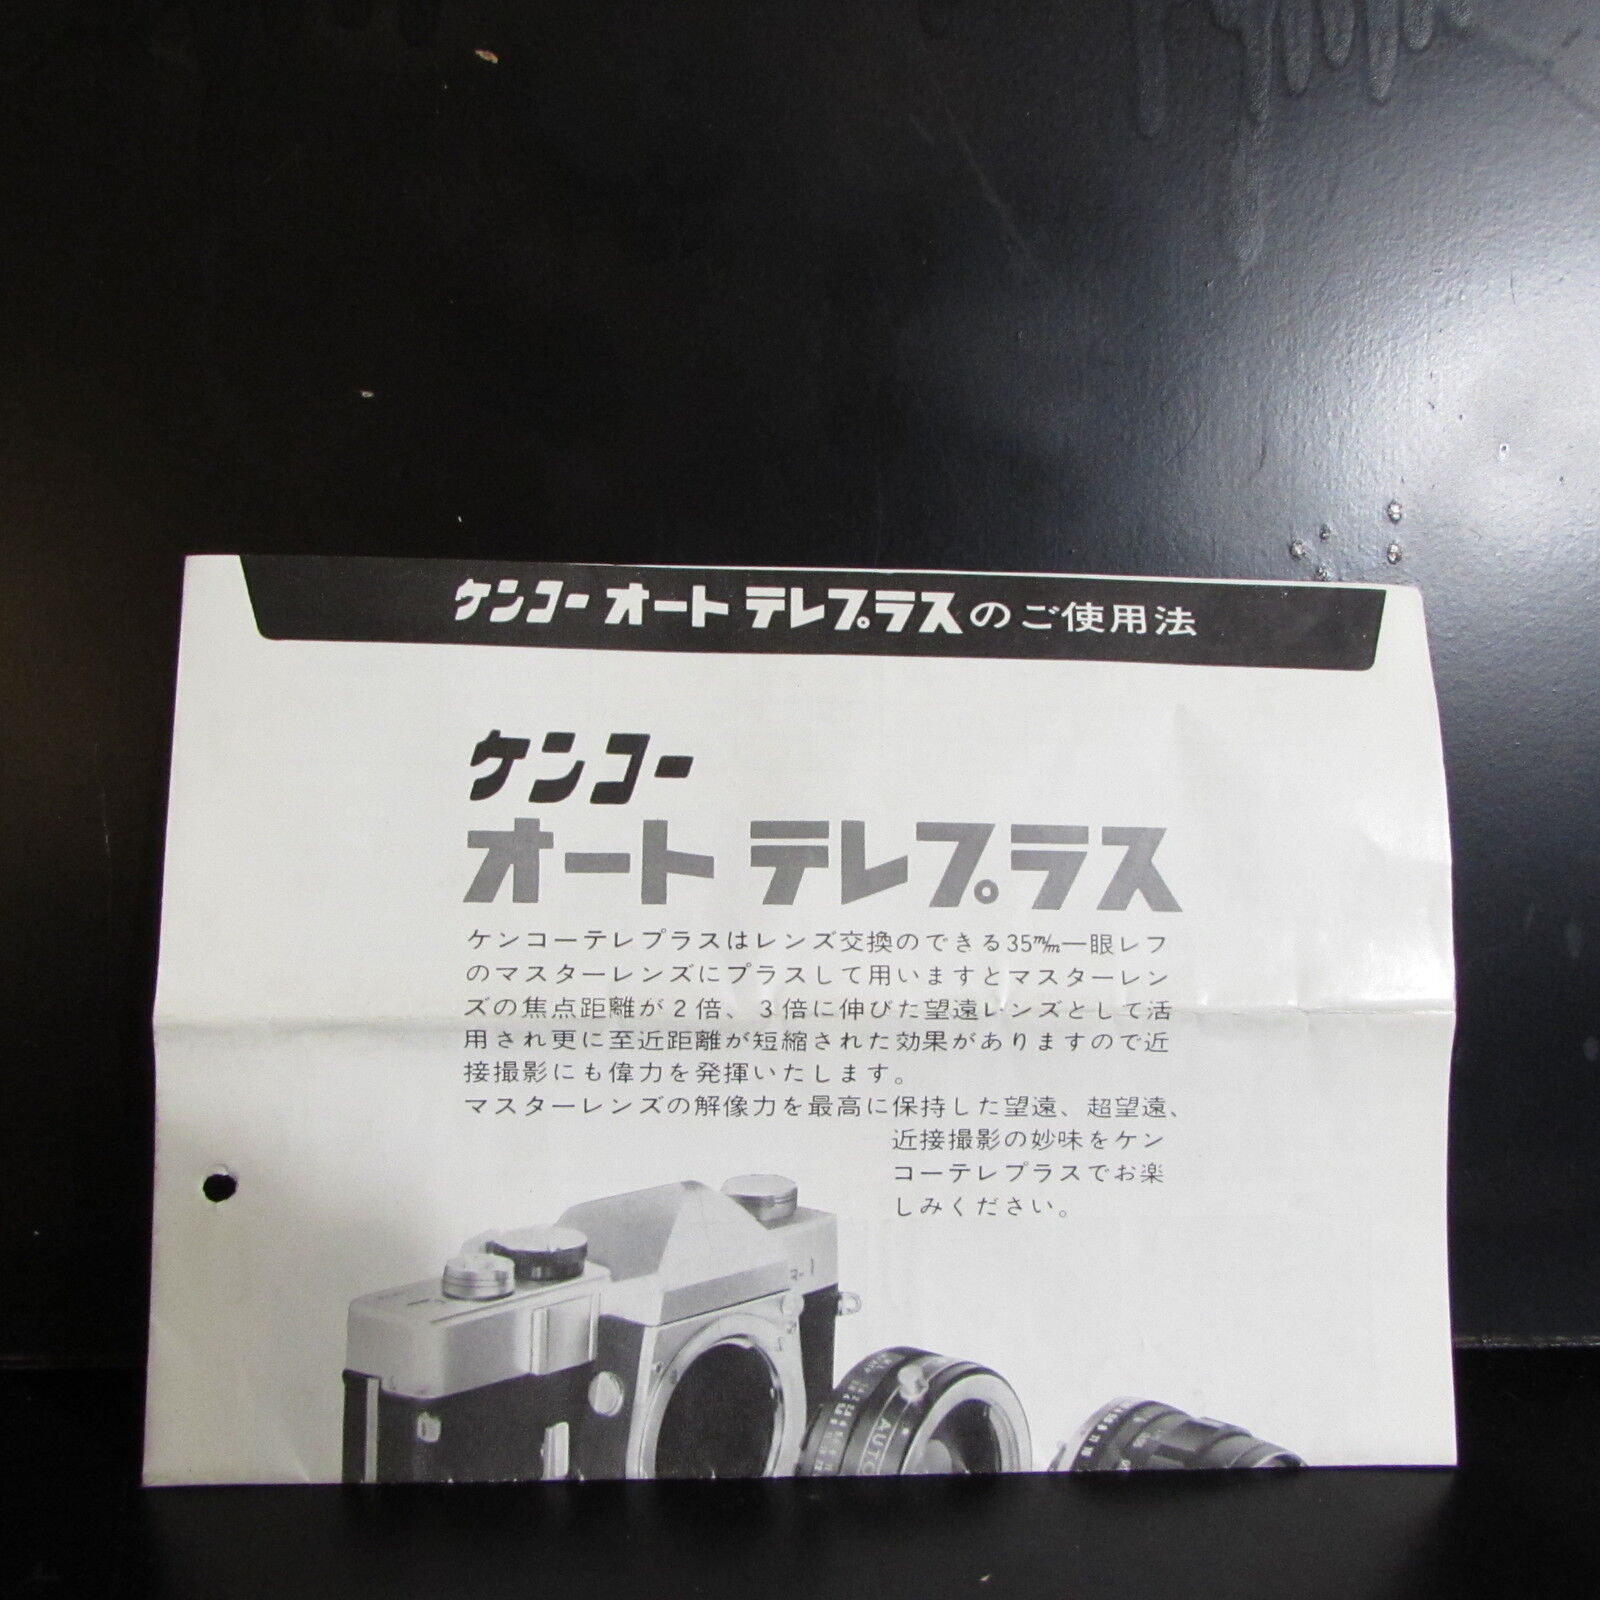 ケンコー オート テレプラスのご使用法
ケンコー
オート テレプラス
ケンコーテレプラスはレンズ交換のできる35m/m一眼レフ
のマスターレンズにプラスして用いますとマスターレン
ズの焦点距離が2倍、3倍に伸びた望遠レンズとして活
用され更に至近距離が短縮された効果がありますので近
接撮影にも偉力を発揮いたします。
マスターレンズの解像力を最高に保持した望遠、超望遠、
近接撮影の妙味をケン
コーテレプラスでお楽
しみください。
AUTO